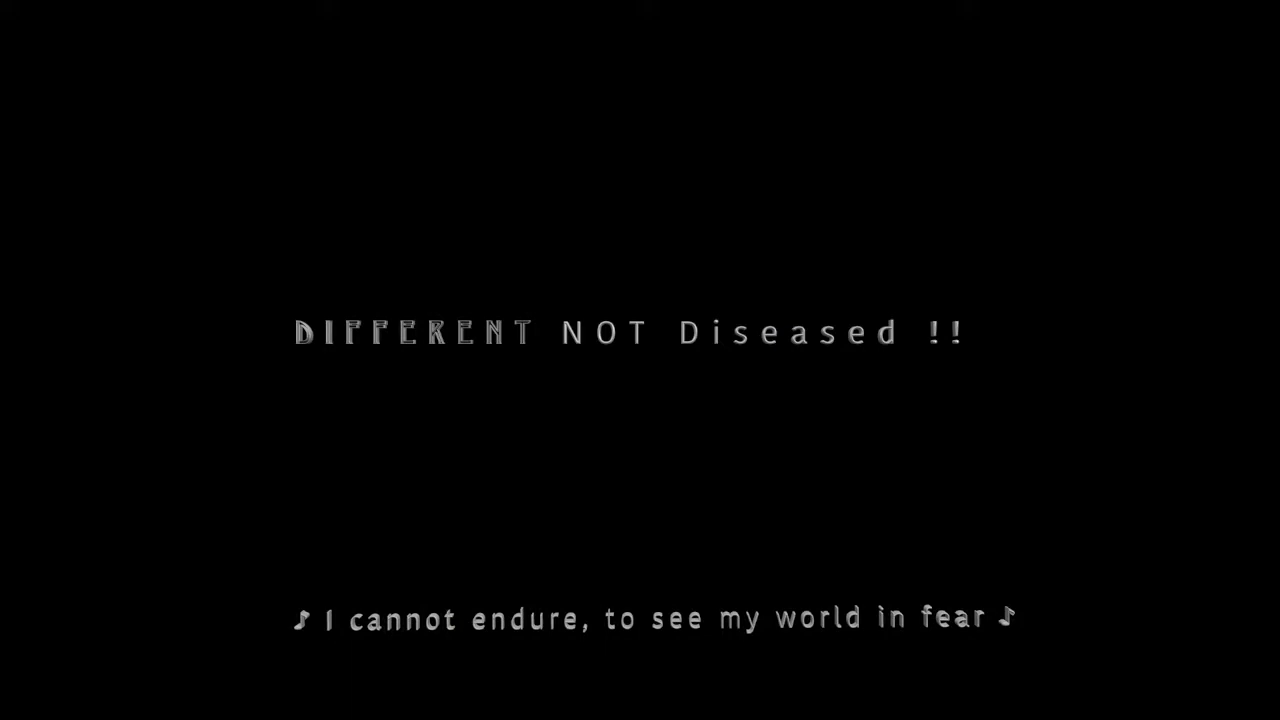 DIFFERENT NOT Diseased !!
♪ I cannot endure, to see my world in fear ♪